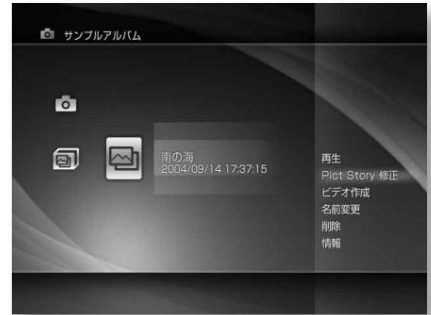 サンプルアルバム
南の海
2004/09/14 17:37:15
再生
Pict Story 修正
ビデオ作成
名前変更
削除
情報